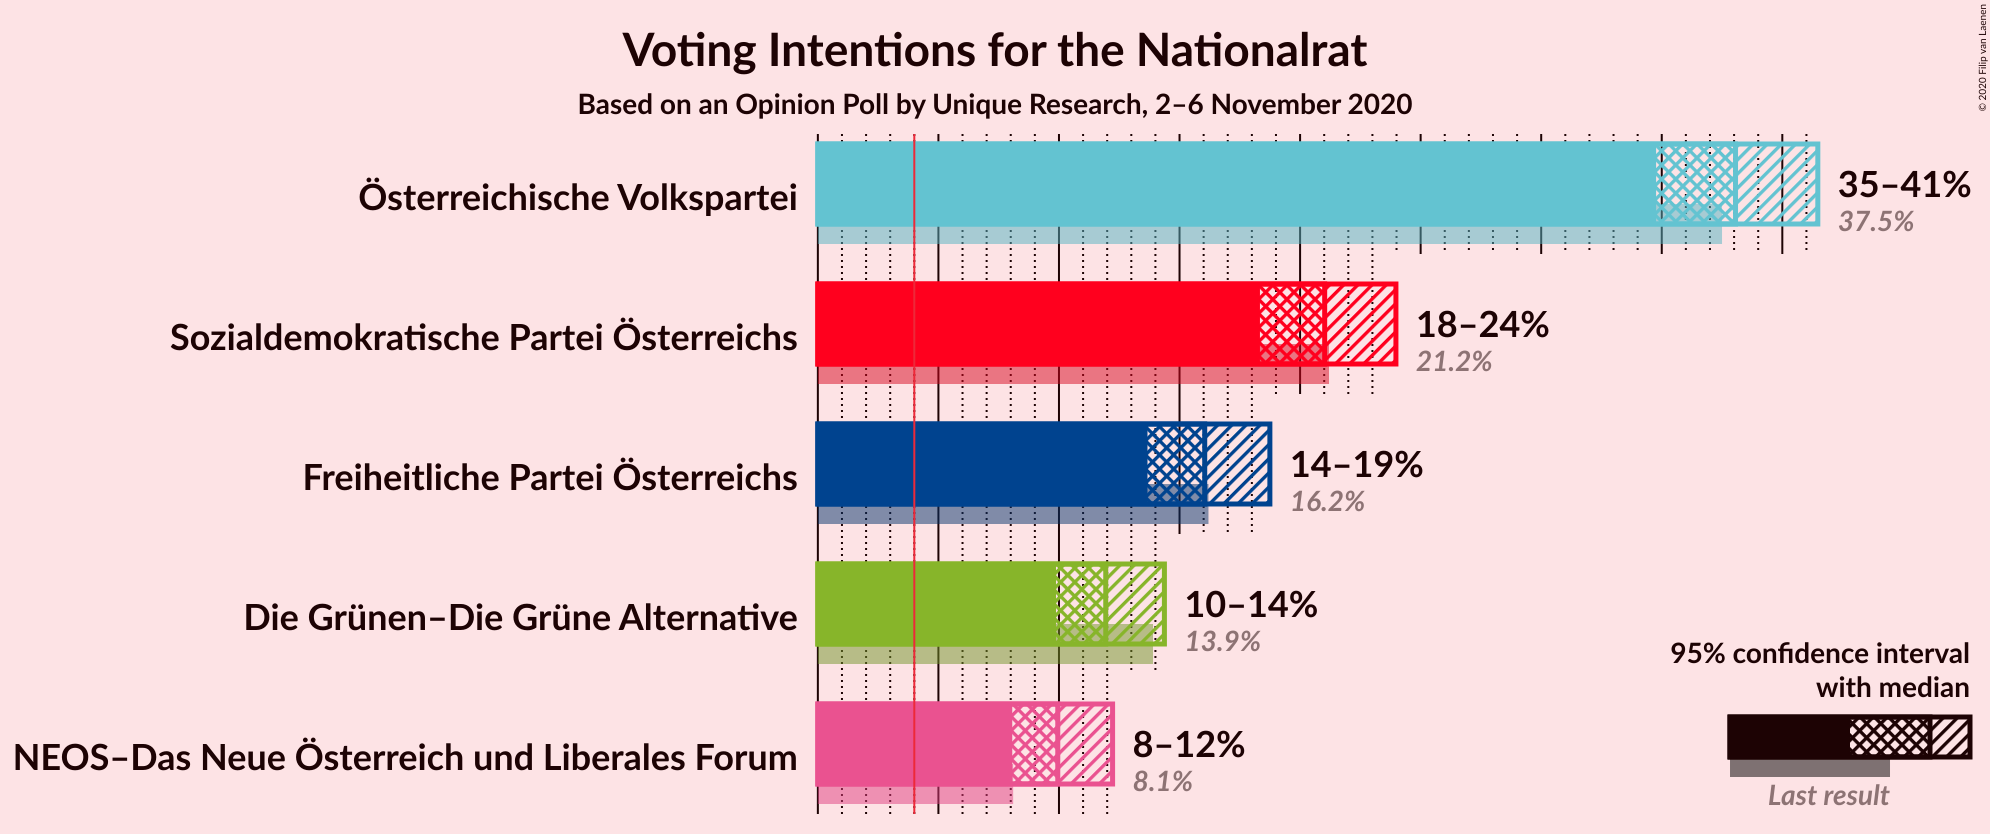 Voting Intentions for the Nationalrat
Based on an Opinion Poll by Unique Research, 2–6 November 2020
© 2020 Filip van Laenen
Österreichische Volkspartei
35–41%
37.5%
Sozialdemokratische Partei Österreichs
18–24%
21.2%
Freiheitliche Partei Österreichs
14–19%
16.2%
Die Grünen–Die Grüne Alternative
10–14%
13.9%
NEOS–Das Neue Österreich und Liberales Forum
8–12%
8.1%
95% confidence interval
with median
Last result